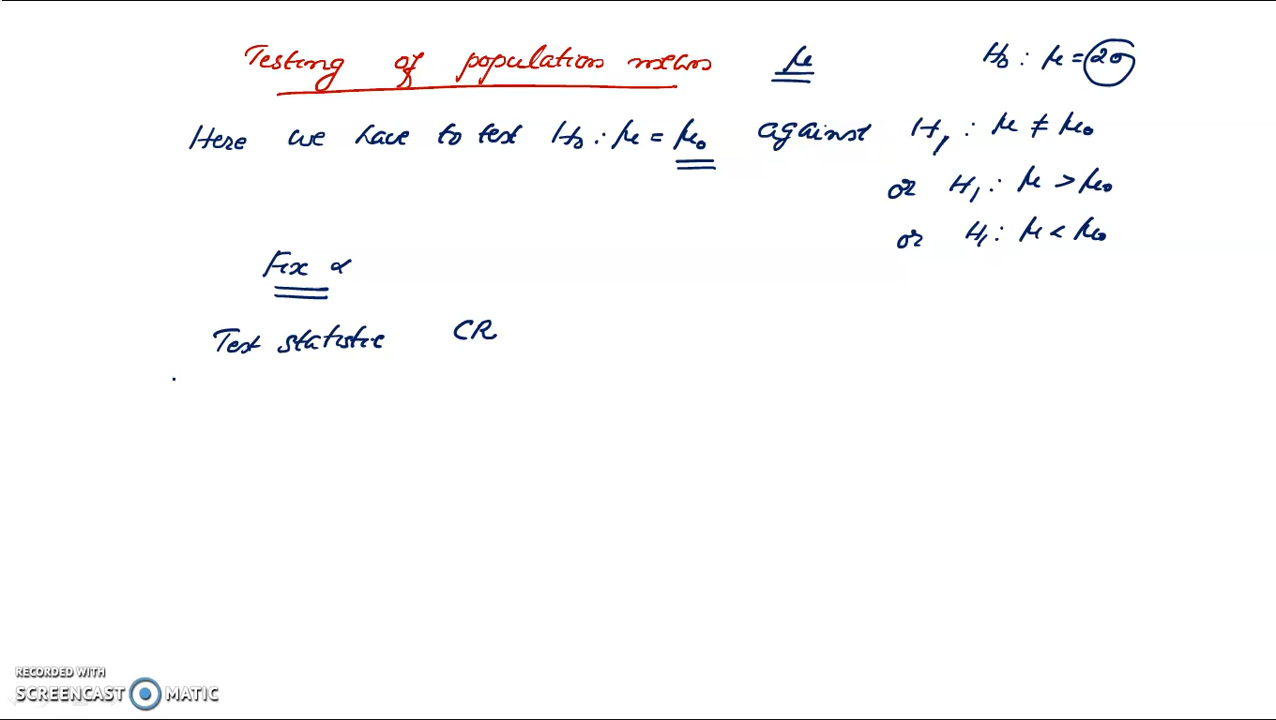 Testing of population means μ H₀ : μ = 20
Here we have to test H₀ : μ = μ₀ against H₁ : μ ≠ μ₀
or H₁ : μ > μ₀
or H₁ : μ < μ₀
Fix α
Test statistic CR
RECORDED WITH
SCREENCAST MATIC